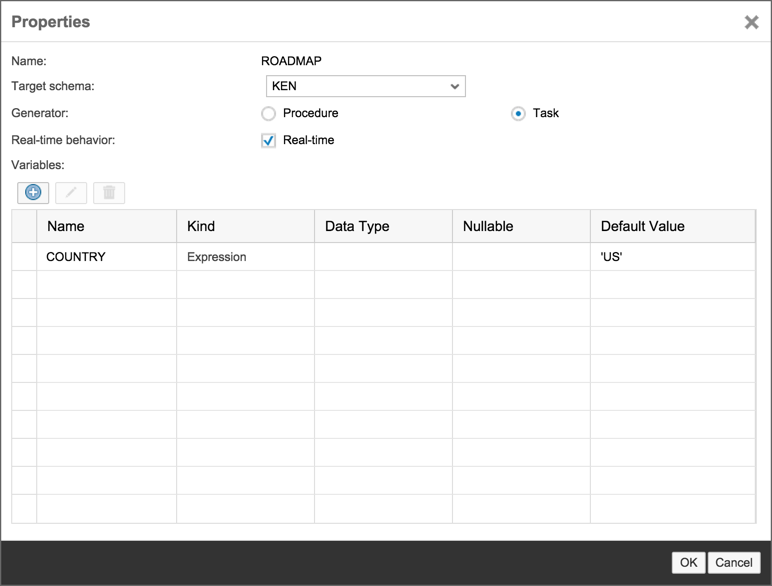 Properties
Name: ROADMAP
Target schema: KEN
Generator: Procedure Task
Real-time behavior: Real-time
Variables:
Name Kind Data Type Nullable Default Value
COUNTRY Expression 'US'
OK Cancel